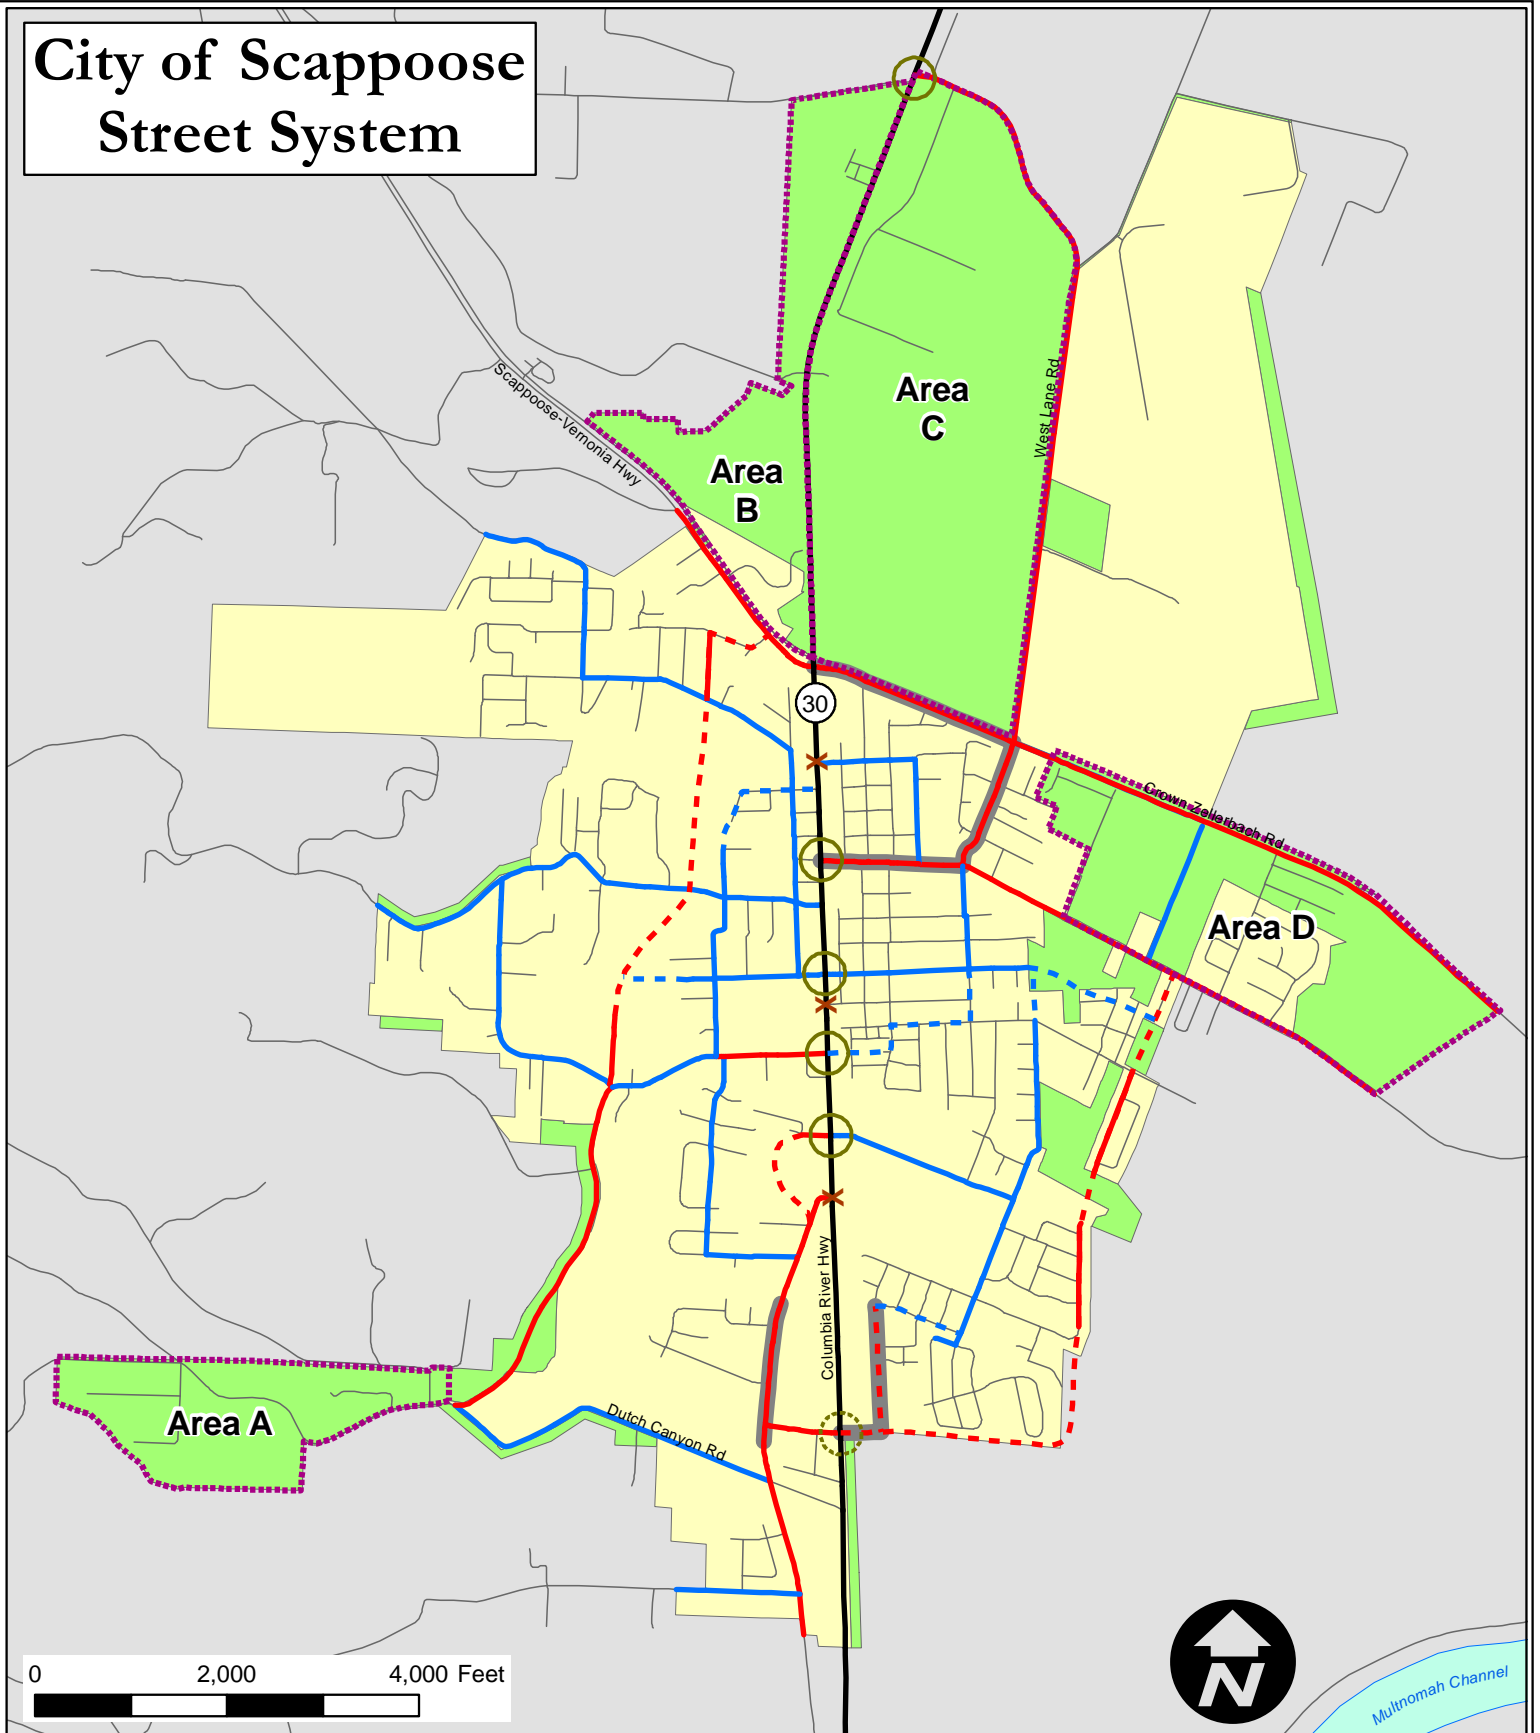 City of Scappoose
Street System
Area
C
West Lane Rd
Scappoose-Vernonia Hwy
Area
B
30
Crown Zellerbach Rd
Area D
Columbia River Hwy
Area A
Dutch Canyon Rd
0 2,000 4,000 Feet
N
Multnomah Channel